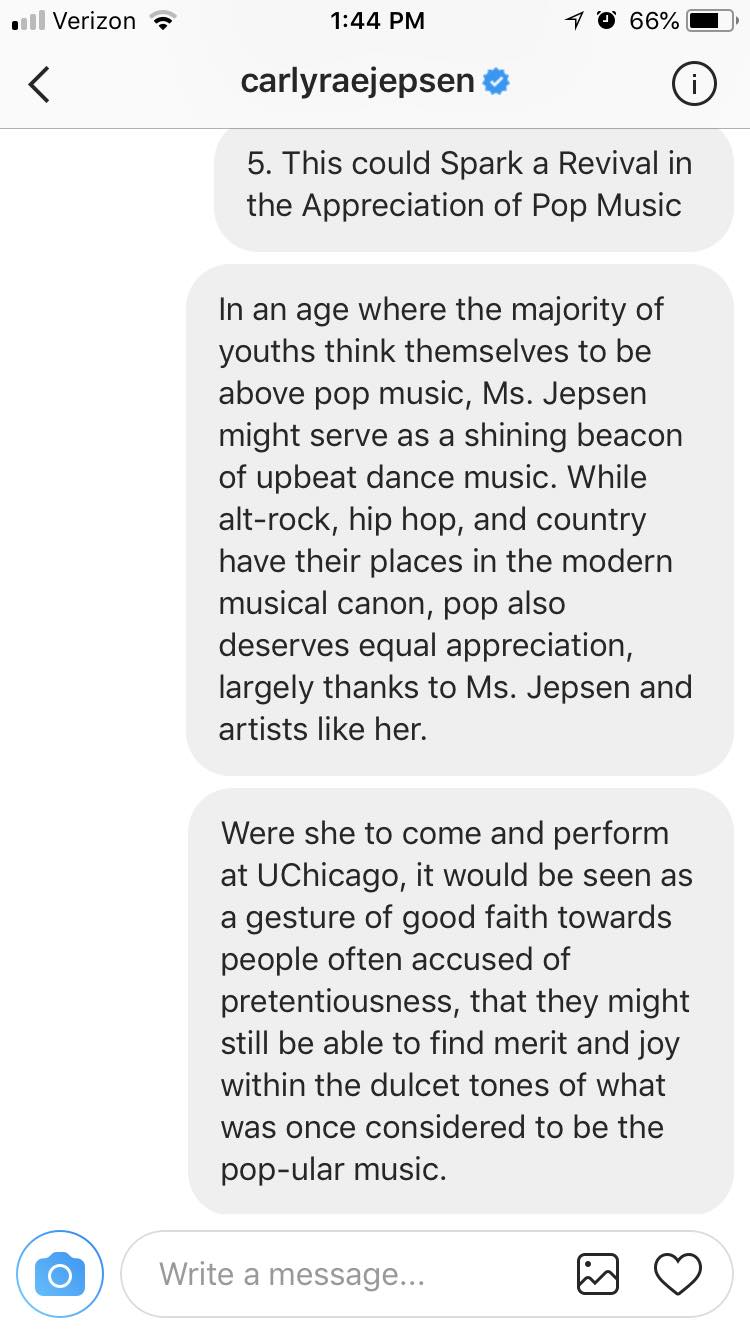 Verizon 1:44 PM 66%
carlyraejepsen
5. This could Spark a Revival in
the Appreciation of Pop Music
In an age where the majority of
youths think themselves to be
above pop music, Ms. Jepsen
might serve as a shining beacon
of upbeat dance music. While
alt-rock, hip hop, and country
have their places in the modern
musical canon, pop also
deserves equal appreciation,
largely thanks to Ms. Jepsen and
artists like her.
Were she to come and perform
at UChicago, it would be seen as
a gesture of good faith towards
people often accused of
pretentiousness, that they might
still be able to find merit and joy
within the dulcet tones of what
was once considered to be the
pop-ular music.
Write a message...